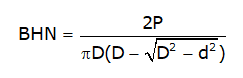 BHN = 2P / πD(D – √D² – d²)